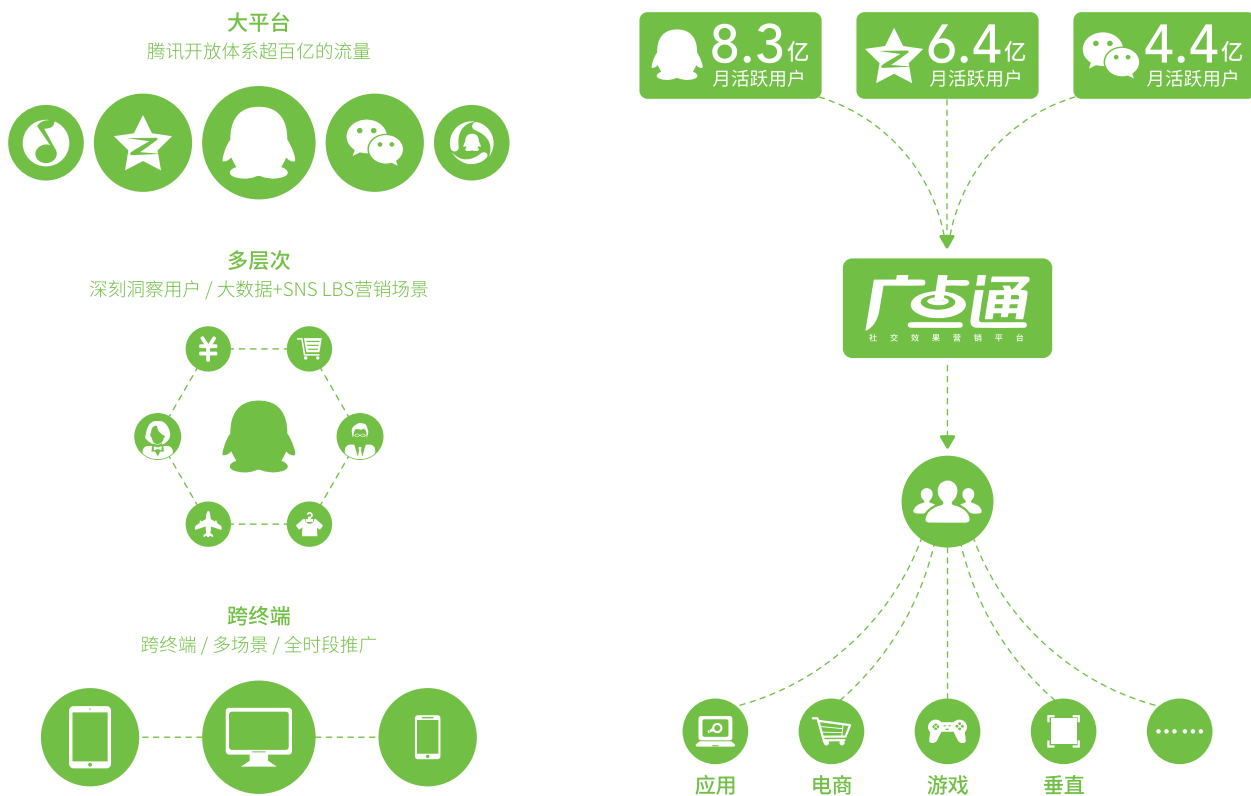 大平台
腾讯开放体系超百亿的流量
多层次
深刻洞察用户 / 大数据+SNS LBS营销场景
¥
跨终端
跨终端 / 多场景 / 全时段推广
8.3亿
月活跃用户
6.4亿
月活跃用户
4.4亿
月活跃用户
广点通
社交效果营销平台
应用
电商
游戏
垂直
······